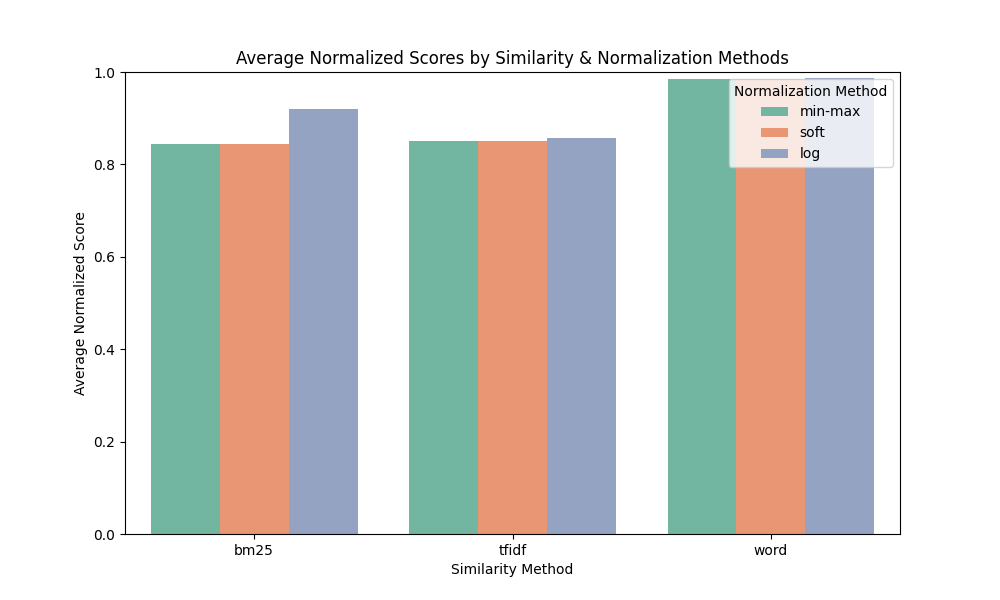 Average Normalized Scores by Similarity & Normalization Methods
1.0
0.8
0.6
0.4
0.2
0.0
Average Normalized Score
Normalization Method
min-max
soft
log
bm25
tfidf
word
Similarity Method